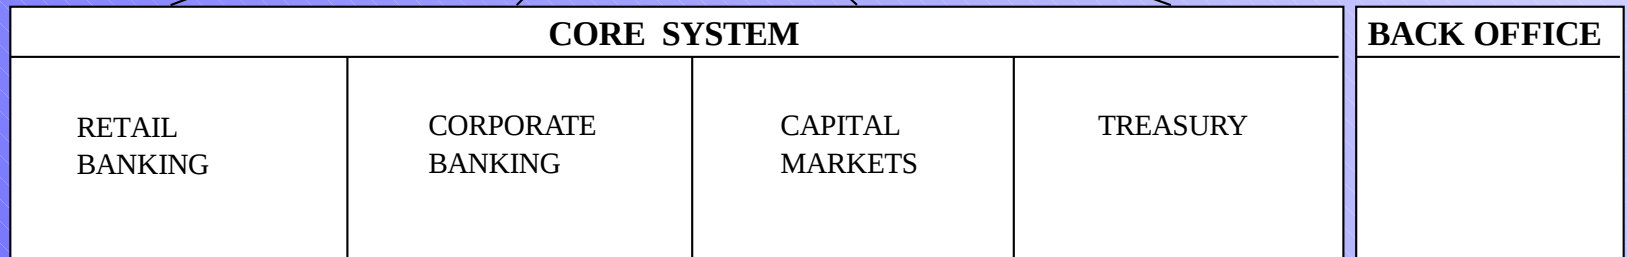 CORE SYSTEM
BACK OFFICE
RETAIL
BANKING
CORPORATE
BANKING
CAPITAL
MARKETS
TREASURY